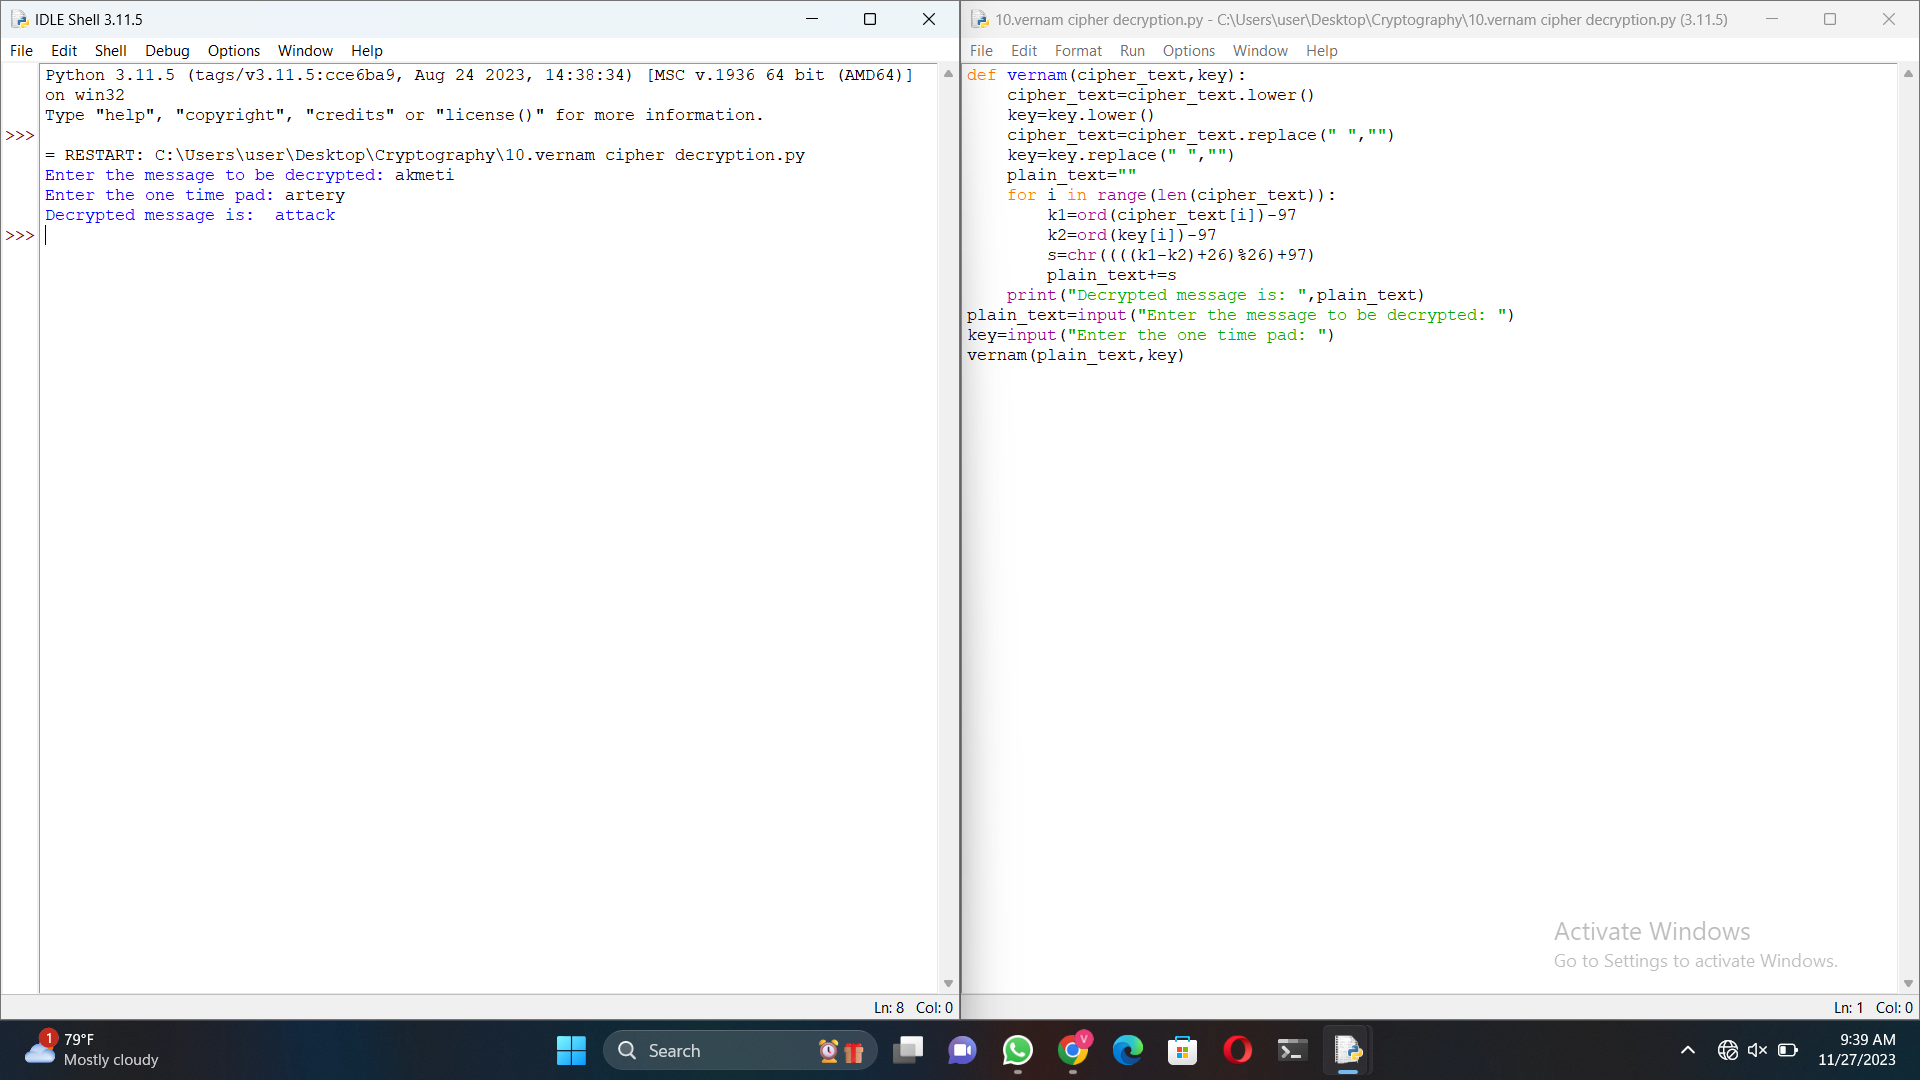 IDLE Shell 3.11.5
File Edit Shell Debug Options Window Help
Python 3.11.5 (tags/v3.11.5:cce6ba9, Aug 24 2023, 14:38:34) [MSC v.1936 64 bit (AMD64)]
on win32
Type "help", "copyright", "credits" or "license()" for more information.
>>>
= RESTART: C:\Users\user\Desktop\Cryptography\10.vernam cipher decryption.py
Enter the message to be decrypted: akmeti
Enter the one time pad: artery
Decrypted message is:  attack
>>>
Ln: 8 Col: 0
10.vernam cipher decryption.py - C:\Users\user\Desktop\Cryptography\10.vernam cipher decryption.py (3.11.5)
File Edit Format Run Options Window Help
def vernam(cipher_text,key):
    cipher_text=cipher_text.lower()
    key=key.lower()
    cipher_text=cipher_text.replace(" ","")
    key=key.replace(" ","")
    plain_text=""
    for i in range(len(cipher_text)):
        k1=ord(cipher_text[i])-97
        k2=ord(key[i])-97
        s=chr((((k1-k2)+26)%26)+97)
        plain_text+=s
    print("Decrypted message is: ",plain_text)
plain_text=input("Enter the message to be decrypted: ")
key=input("Enter the one time pad: ")
vernam(plain_text,key)
Activate Windows
Go to Settings to activate Windows.
Ln: 1 Col: 0
1
79°F
Mostly cloudy
Search
V
9:39 AM
11/27/2023